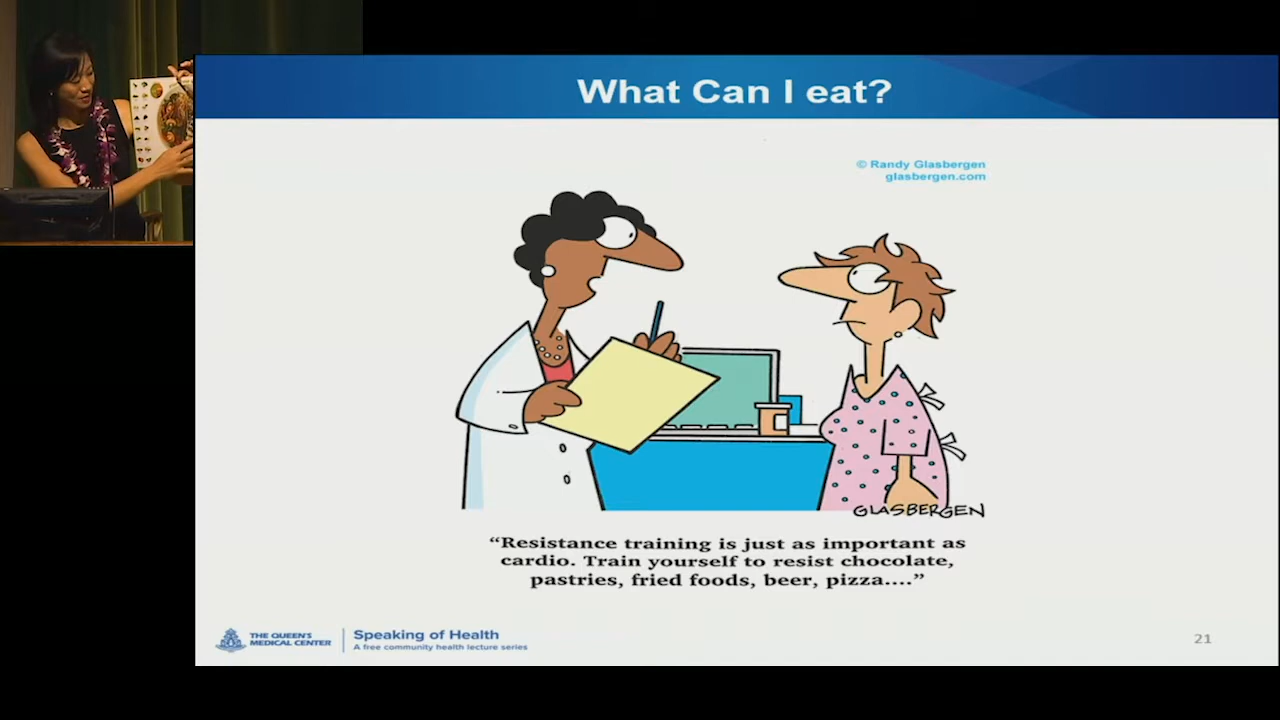 What Can I eat?
© Randy Glasbergen
glasbergen.com
GLASBERGEN
“Resistance training is just as important as
cardio. Train yourself to resist chocolate,
pastries, fried foods, beer, pizza....”
THE QUEEN'S
MEDICAL CENTER
Speaking of Health
A free community health lecture series
21